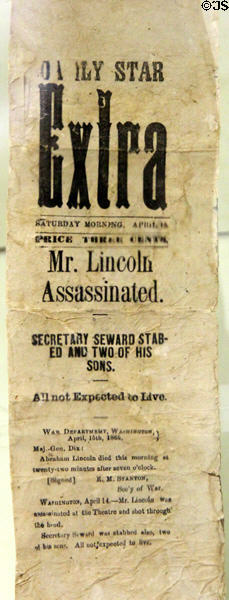 ©CJS
DAILY STAR
Extra
SATURDAY MORNING, APRIL 15
PRICE THREE CENTS.
Mr. Lincoln
Assassinated.
SECRETARY SEWARD STAB-
ED AND TWO OF HIS
SONS.
All not Expected to Live.
WAR DEPARTMENT, WASHINGTON,
April, 15th, 1865,
Maj.-Gen. Dix:
Abraham Lincoln died this morning at
twenty-two minutes after seven o'clock.
[Signed] E. M. STANTON,
Sec'y of War.
WASHINGTON, April 14.—Mr. Lincoln was
assassinated at the Theatre and shot through
the head.
Secretary Seward was stabbed also, two
of his sons. All not expected to live.